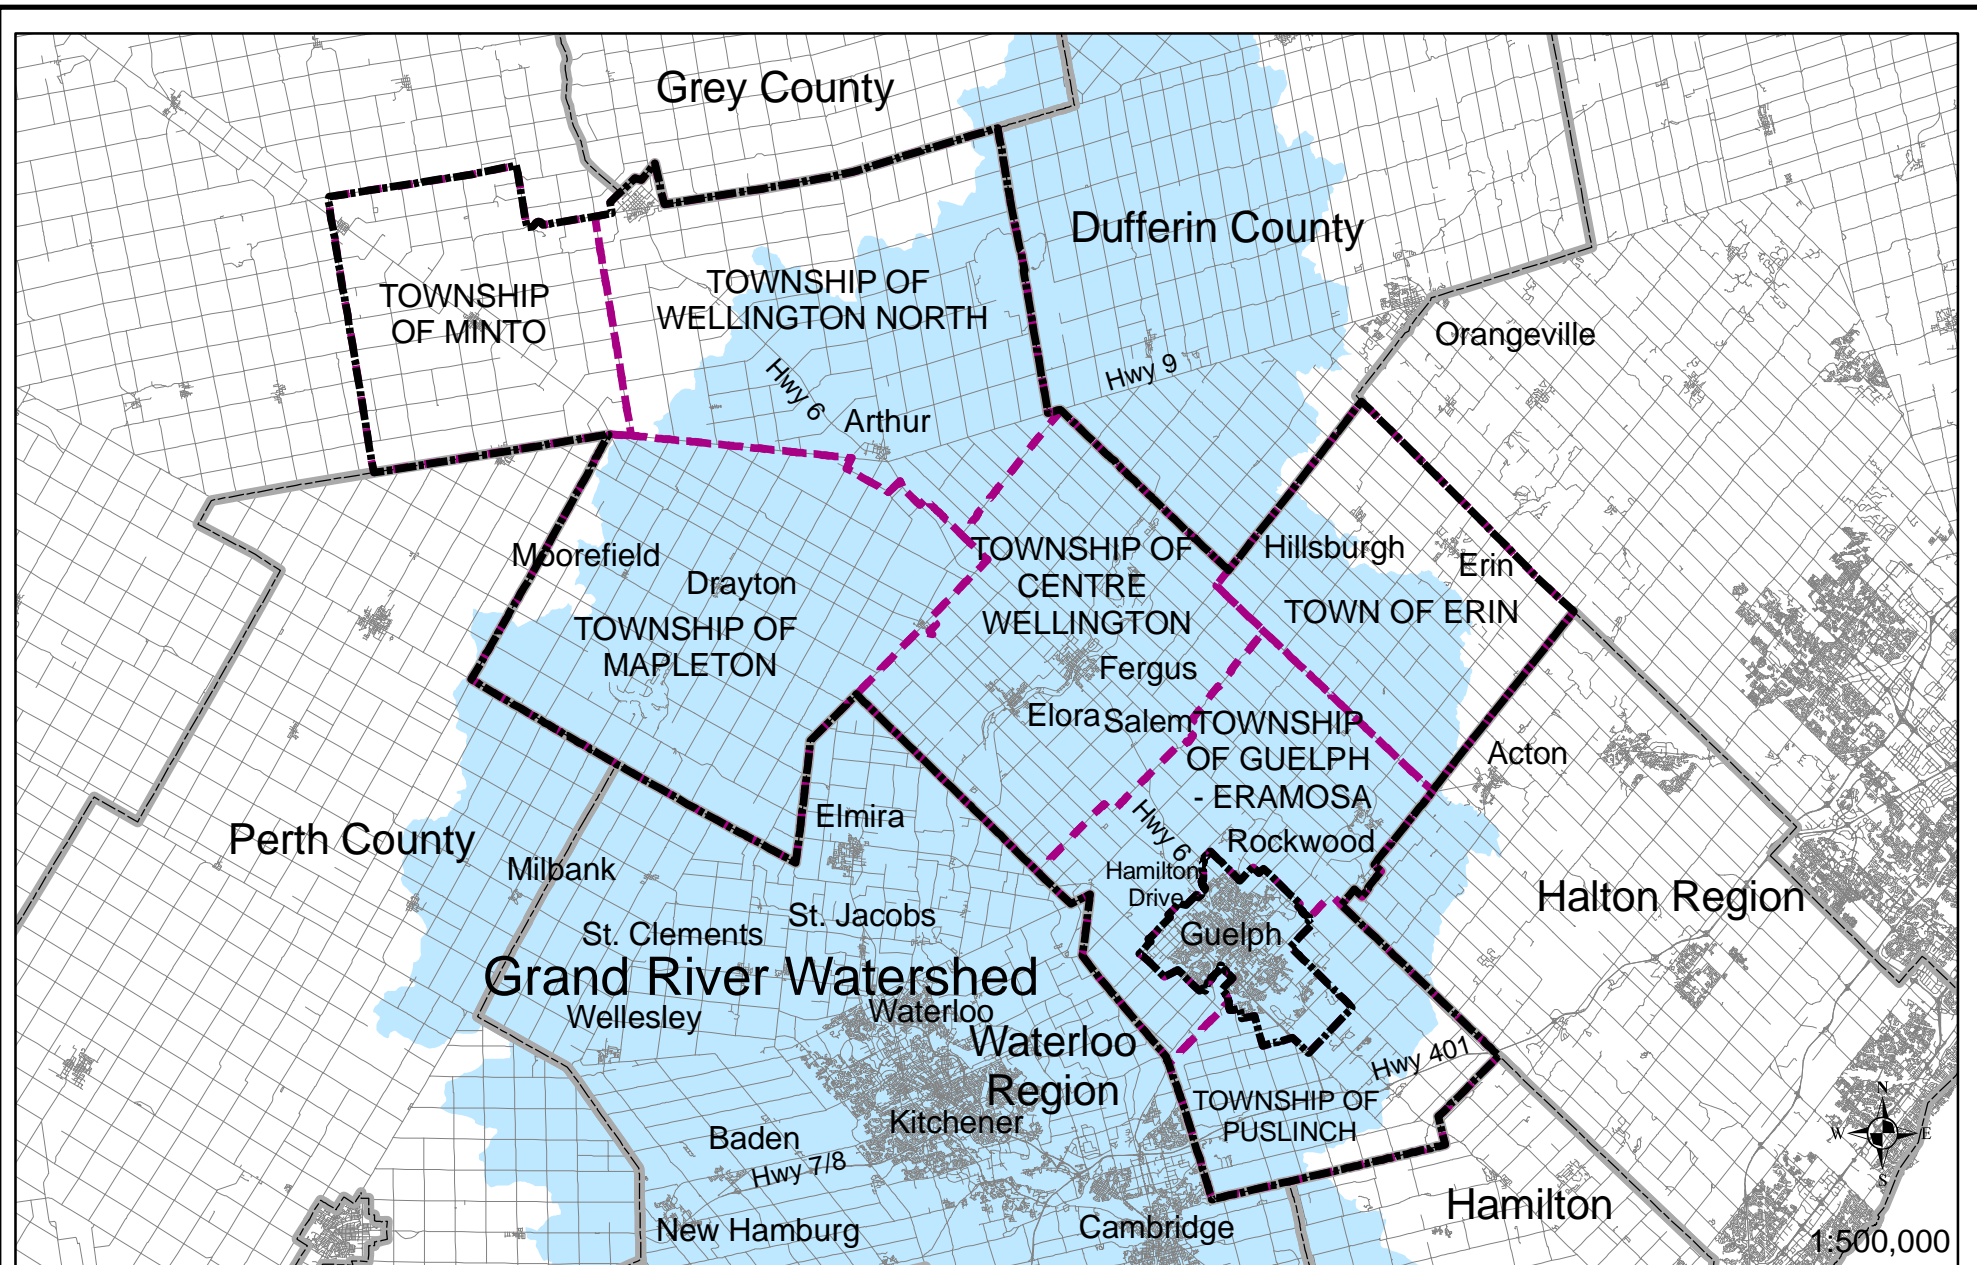 Grey County
Dufferin County
TOWNSHIP
OF MINTO
TOWNSHIP OF
WELLINGTON NORTH
Orangeville
Hwy 9
Hwy 6
Arthur
Moorefield
Drayton
TOWNSHIP OF
MAPLETON
TOWNSHIP OF
CENTRE
WELLINGTON
Hillsburgh
Erin
TOWN OF ERIN
Fergus
Elora
Salem
TOWNSHIP
OF GUELPH
- ERAMOSA
Acton
Elmira
Hwy 6
Rockwood
Perth County
Milbank
Hamilton
Drive
Halton Region
St. Jacobs
St. Clements
Guelph
Grand River Watershed
Wellesley
Waterloo
Waterloo
Region
Hwy 401
TOWNSHIP OF
PUSLINCH
Kitchener
Baden
Hwy 7/8
New Hamburg
Cambridge
Hamilton
N
W
E
S
1:500,000